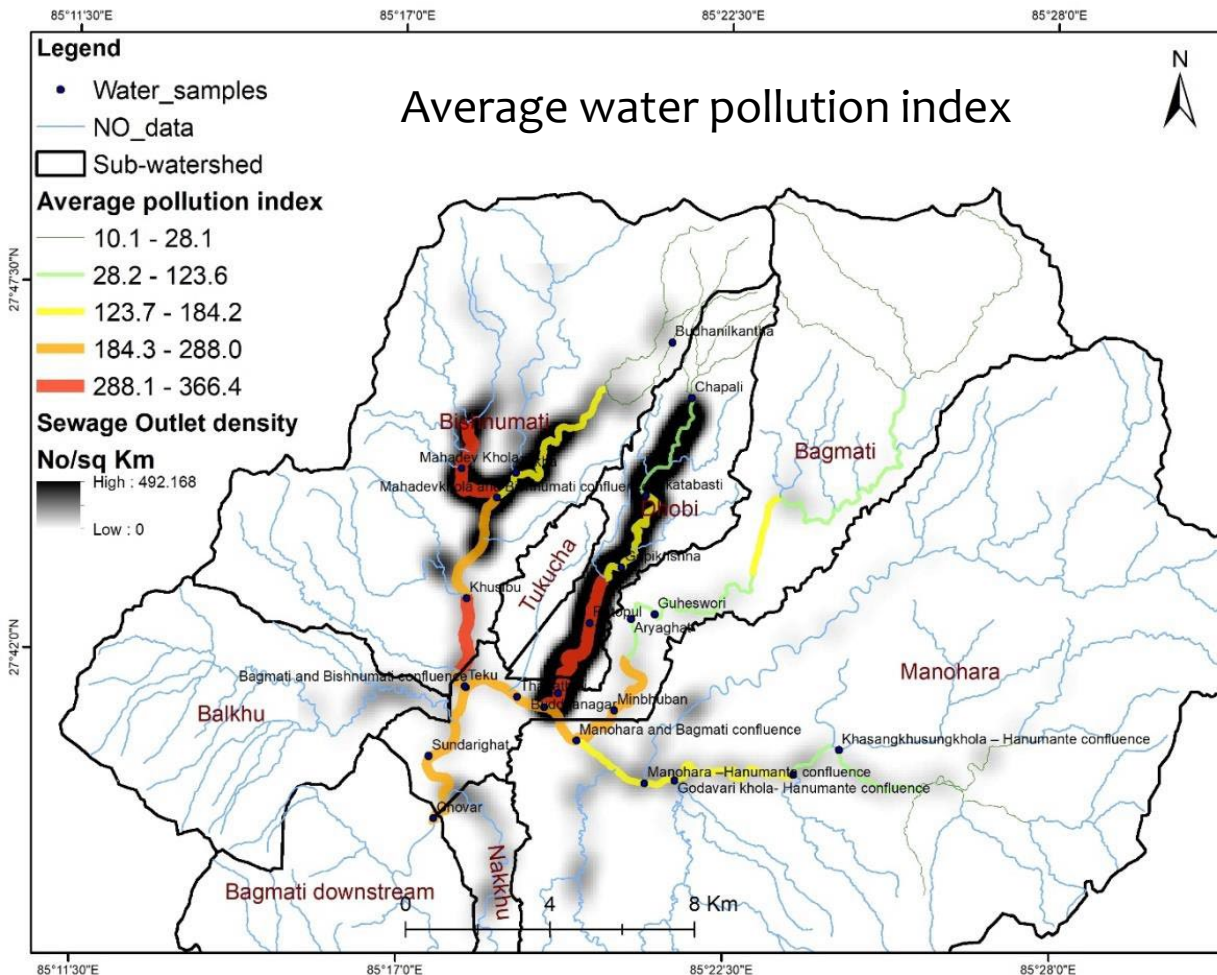 85°11'30"E
85°17'0"E
85°22'30"E
85°28'0"E
Legend
Water_samples
NO_data
Sub-watershed
Average pollution index
10.1 - 28.1
28.2 - 123.6
123.7 - 184.2
184.3 - 288.0
288.1 - 366.4
Sewage Outlet density
No/sq Km
High : 492.168
Low : 0
Average water pollution index
N
27°47'30"N
27°42'0"N
Budhanilkantha
Chapali
Bishnumati
Bagmati
Mahadev Khola
Mahadevkhola and Bishnumati confluence
katabasti
Dhobi
Gopikrishna
Tukucha
Khusibu
Guheswori
Aryaghat
Manohara
Bagmati and Bishnumati confluence
Teku
Minbhuban
Balkhu
Manohara and Bagmati confluence
Sundarighat
Khasangkhusungkhola – Hanumante confluence
Manohara –Hanumante confluence
Godavari khola- Hanumante confluence
Chovar
Nakkhu
Bagmati downstream
0
4
8 Km
85°11'30"E
85°17'0"E
85°22'30"E
85°28'0"E